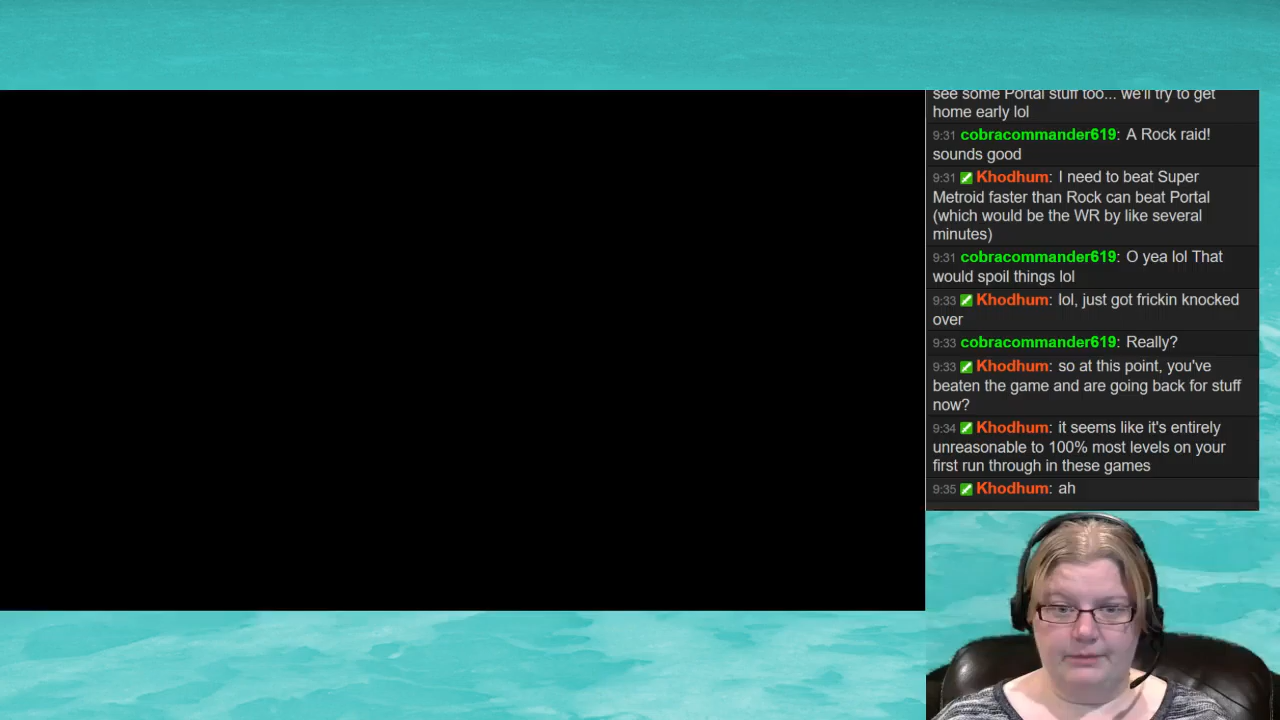 see some Portal stuff too... we'll try to get
home early lol
9:31 cobracommander619: A Rock raid!
sounds good
9:31 Khodhum: I need to beat Super
Metroid faster than Rock can beat Portal
(which would be the WR by like several
minutes)
9:31 cobracommander619: O yea lol That
would spoil things lol
9:33 Khodhum: lol, just got frickin knocked
over
9:33 cobracommander619: Really?
9:33 Khodhum: so at this point, you've
beaten the game and are going back for stuff
now?
9:34 Khodhum: it seems like it's entirely
unreasonable to 100% most levels on your
first run through in these games
9:35 Khodhum: ah